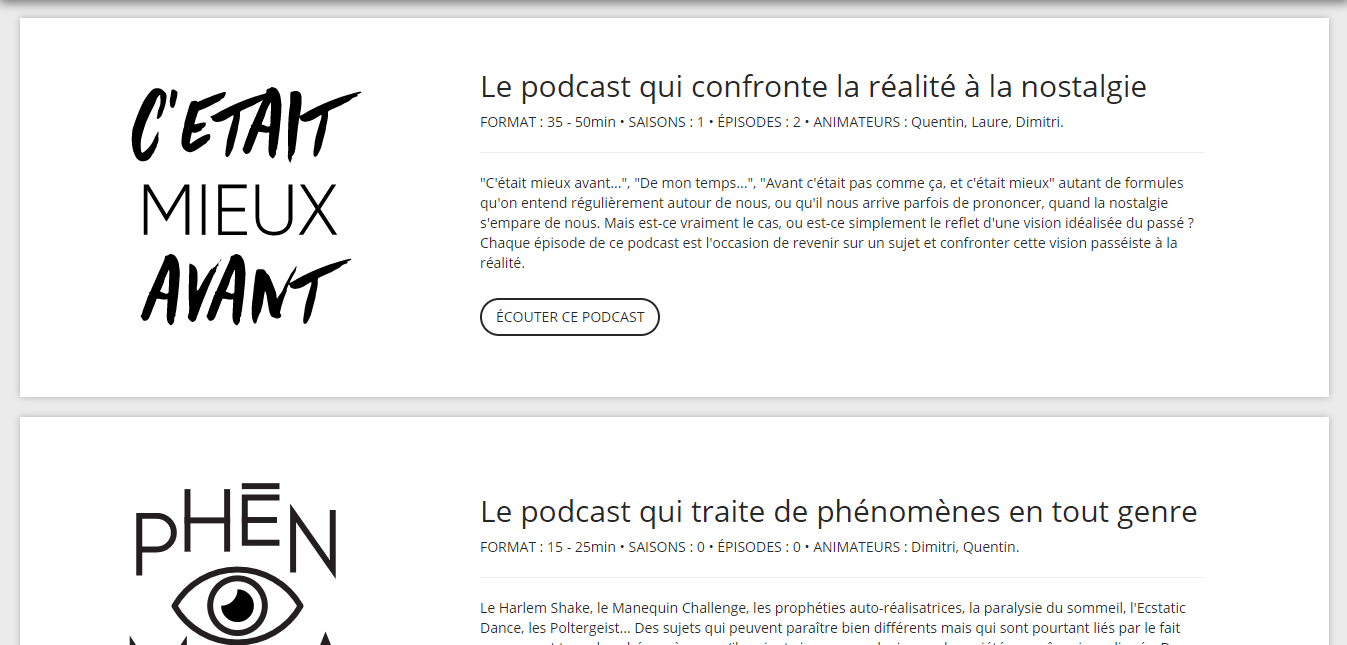 C'ETAIT
MIEUX
AVANT
Le podcast qui confronte la réalité à la nostalgie
FORMAT : 35 - 50min • SAISONS : 1 • ÉPISODES : 2 • ANIMATEURS : Quentin, Laure, Dimitri.
"C'était mieux avant...", "De mon temps...", "Avant c'était pas comme ça, et c'était mieux" autant de formules
qu'on entend régulièrement autour de nous, ou qu'il nous arrive parfois de prononcer, quand la nostalgie
s'empare de nous. Mais est-ce vraiment le cas, ou est-ce simplement le reflet d'une vision idéalisée du passé ?
Chaque épisode de ce podcast est l'occasion de revenir sur un sujet et confronter cette vision passéiste à la
réalité.
ÉCOUTER CE PODCAST
PHĒN
Le podcast qui traite de phénomènes en tout genre
FORMAT : 15 - 25min • SAISONS : 0 • ÉPISODES : 0 • ANIMATEURS : Dimitri, Quentin.
Le Harlem Shake, le Manequin Challenge, les prophéties auto-réalisatrices, la paralysie du sommeil, l'Ecstatic
Dance, les Poltergeist... Des sujets qui peuvent paraître bien différents mais qui sont pourtant liés par le fait